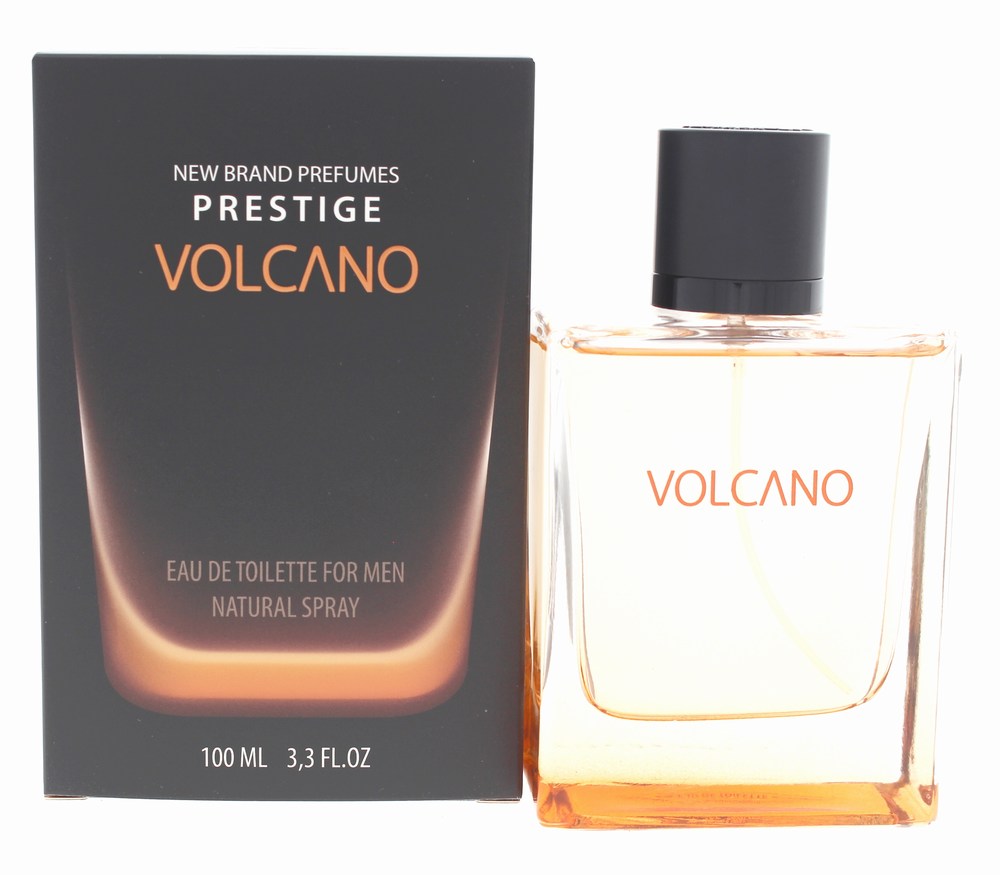 NEW BRAND PREFUMES
PRESTIGE
VOLCANO
EAU DE TOILETTE FOR MEN
NATURAL SPRAY
100 ML 3,3 FL.OZ
VOLCANO